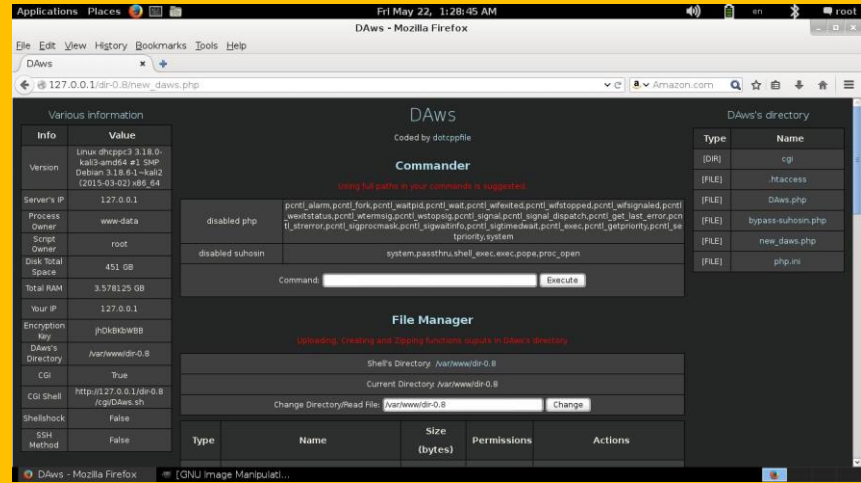 Applications Places Fri May 22, 1:28:45 AM en root
DAws - Mozilla Firefox
File Edit View History Bookmarks Tools Help
DAws
127.0.0.1/dir-0.8/new_daws.php Amazon.com
Various information
Info Value
Version Linux dhcppc3 3.18.0-
kali3-amd64 #1 SMP
Debian 3.18.6-1~kali2
(2015-03-02) x86_64
Server's IP 127.0.0.1
Process
Owner www-data
Script
Owner root
Disk Total
Space 451 GB
Total RAM 3.578125 GB
Your IP 127.0.0.1
Encryption
Key jhDkBKbWBB
DAws's
Directory /var/www/dir-0.8
CGI True
CGI Shell http://127.0.0.1/dir-0.8
/cgi/DAws.sh
Shellshock False
SSH
Method False
DAws
Coded by dotcppfile
Commander
Using full paths in your commands is suggested.
disabled php
pcntl_alarm,pcntl_fork,pcntl_waitpid,pcntl_wait,pcntl_wifexited,pcntl_wifstopped,pcntl_wifsignaled,pcntl
_wexitstatus,pcntl_wtermsig,pcntl_wstopsig,pcntl_signal,pcntl_signal_dispatch,pcntl_get_last_error,pcn
tl_strerror,pcntl_sigprocmask,pcntl_sigwaitinfo,pcntl_sigtimedwait,pcntl_exec,pcntl_getpriority,pcntl_se
tpriority,system
disabled suhosin system,passthru,shell_exec,exec,pope,proc_open
Command: Execute
File Manager
Uploading, Creating and Zipping functions ouputs in DAws's directory.
Shell's Directory: /var/www/dir-0.8
Current Directory: /var/www/dir-0.8
Change Directory/Read File: /var/www/dir-0.8 Change
Type Name Size
(bytes) Permissions Actions
DAws's directory
Type Name
[DIR] cgi
[FILE] .htaccess
[FILE] DAws.php
[FILE] bypass-suhosin.php
[FILE] new_daws.php
[FILE] php.ini
DAws - Mozilla Firefox [GNU Image Manipulati...